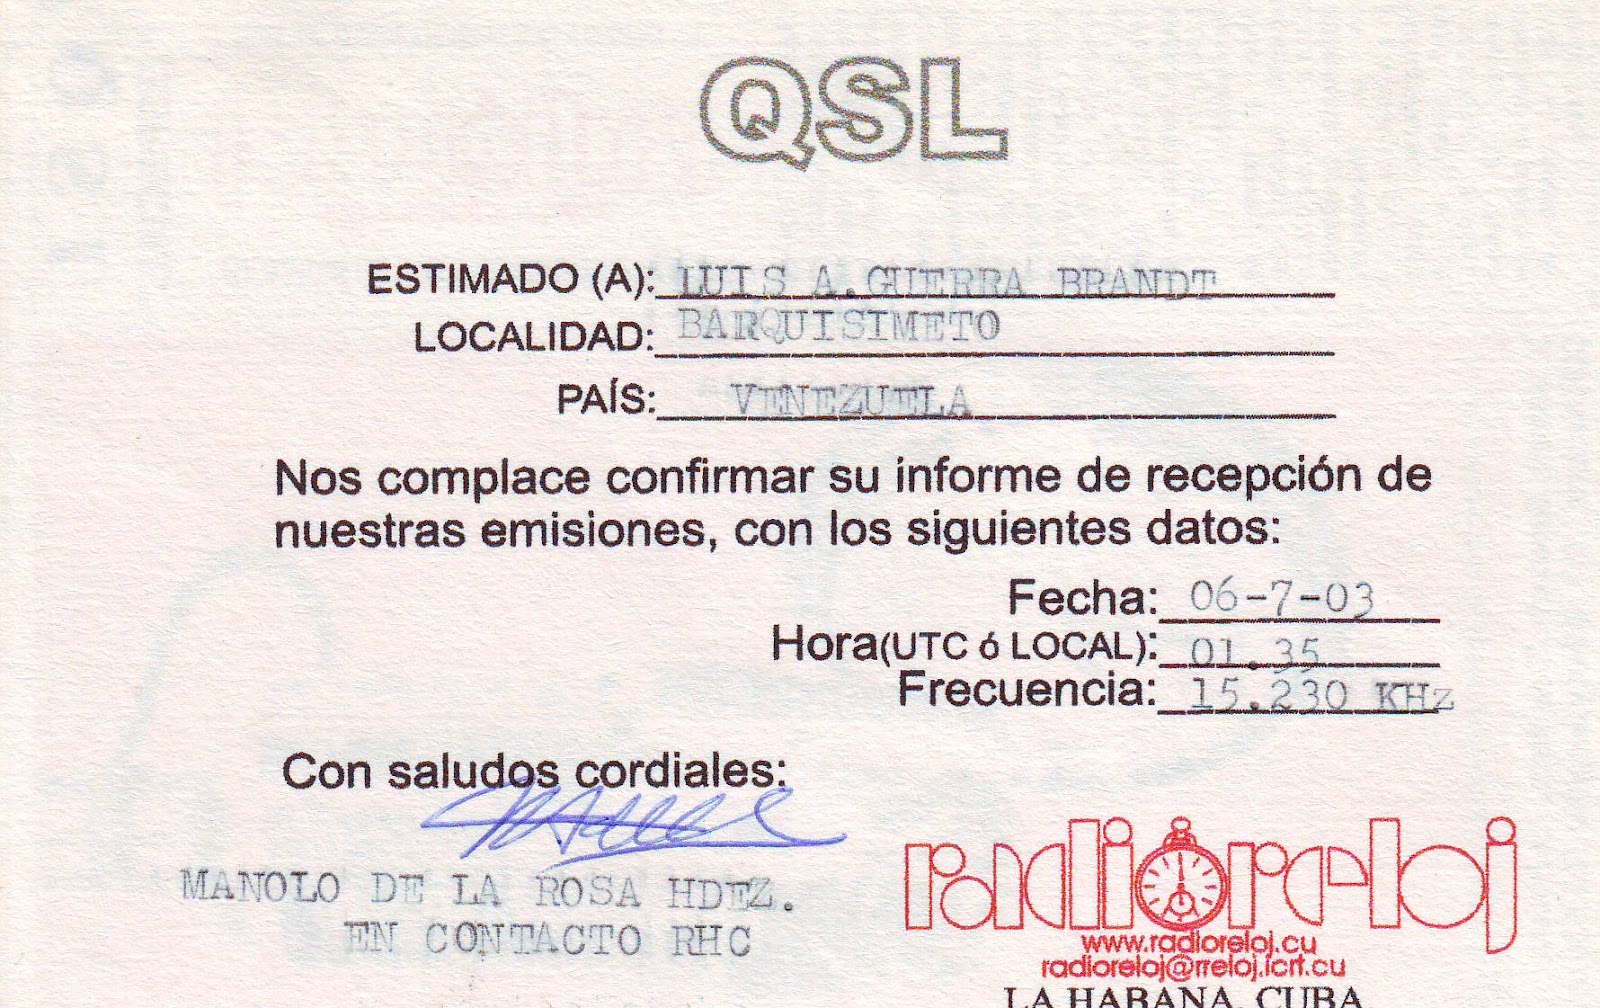 QSL
ESTIMADO (A): LUIS A.GUERRA BRANDT
LOCALIDAD: BARQUISIMETO
PAÍS: VENEZUELA
Nos complace confirmar su informe de recepción de
nuestras emisiones, con los siguientes datos:
Fecha: 06-7-03
Hora(UTC ó LOCAL): 01.35
Frecuencia: 15.230 KHz
Con saludos cordiales:
MANOLO DE LA ROSA HDEZ.
EN CONTACTO RHC
radioreloj
www.radioreloj.cu
radioreloj@rreloj.icrt.cu
LA HABANA, CUBA